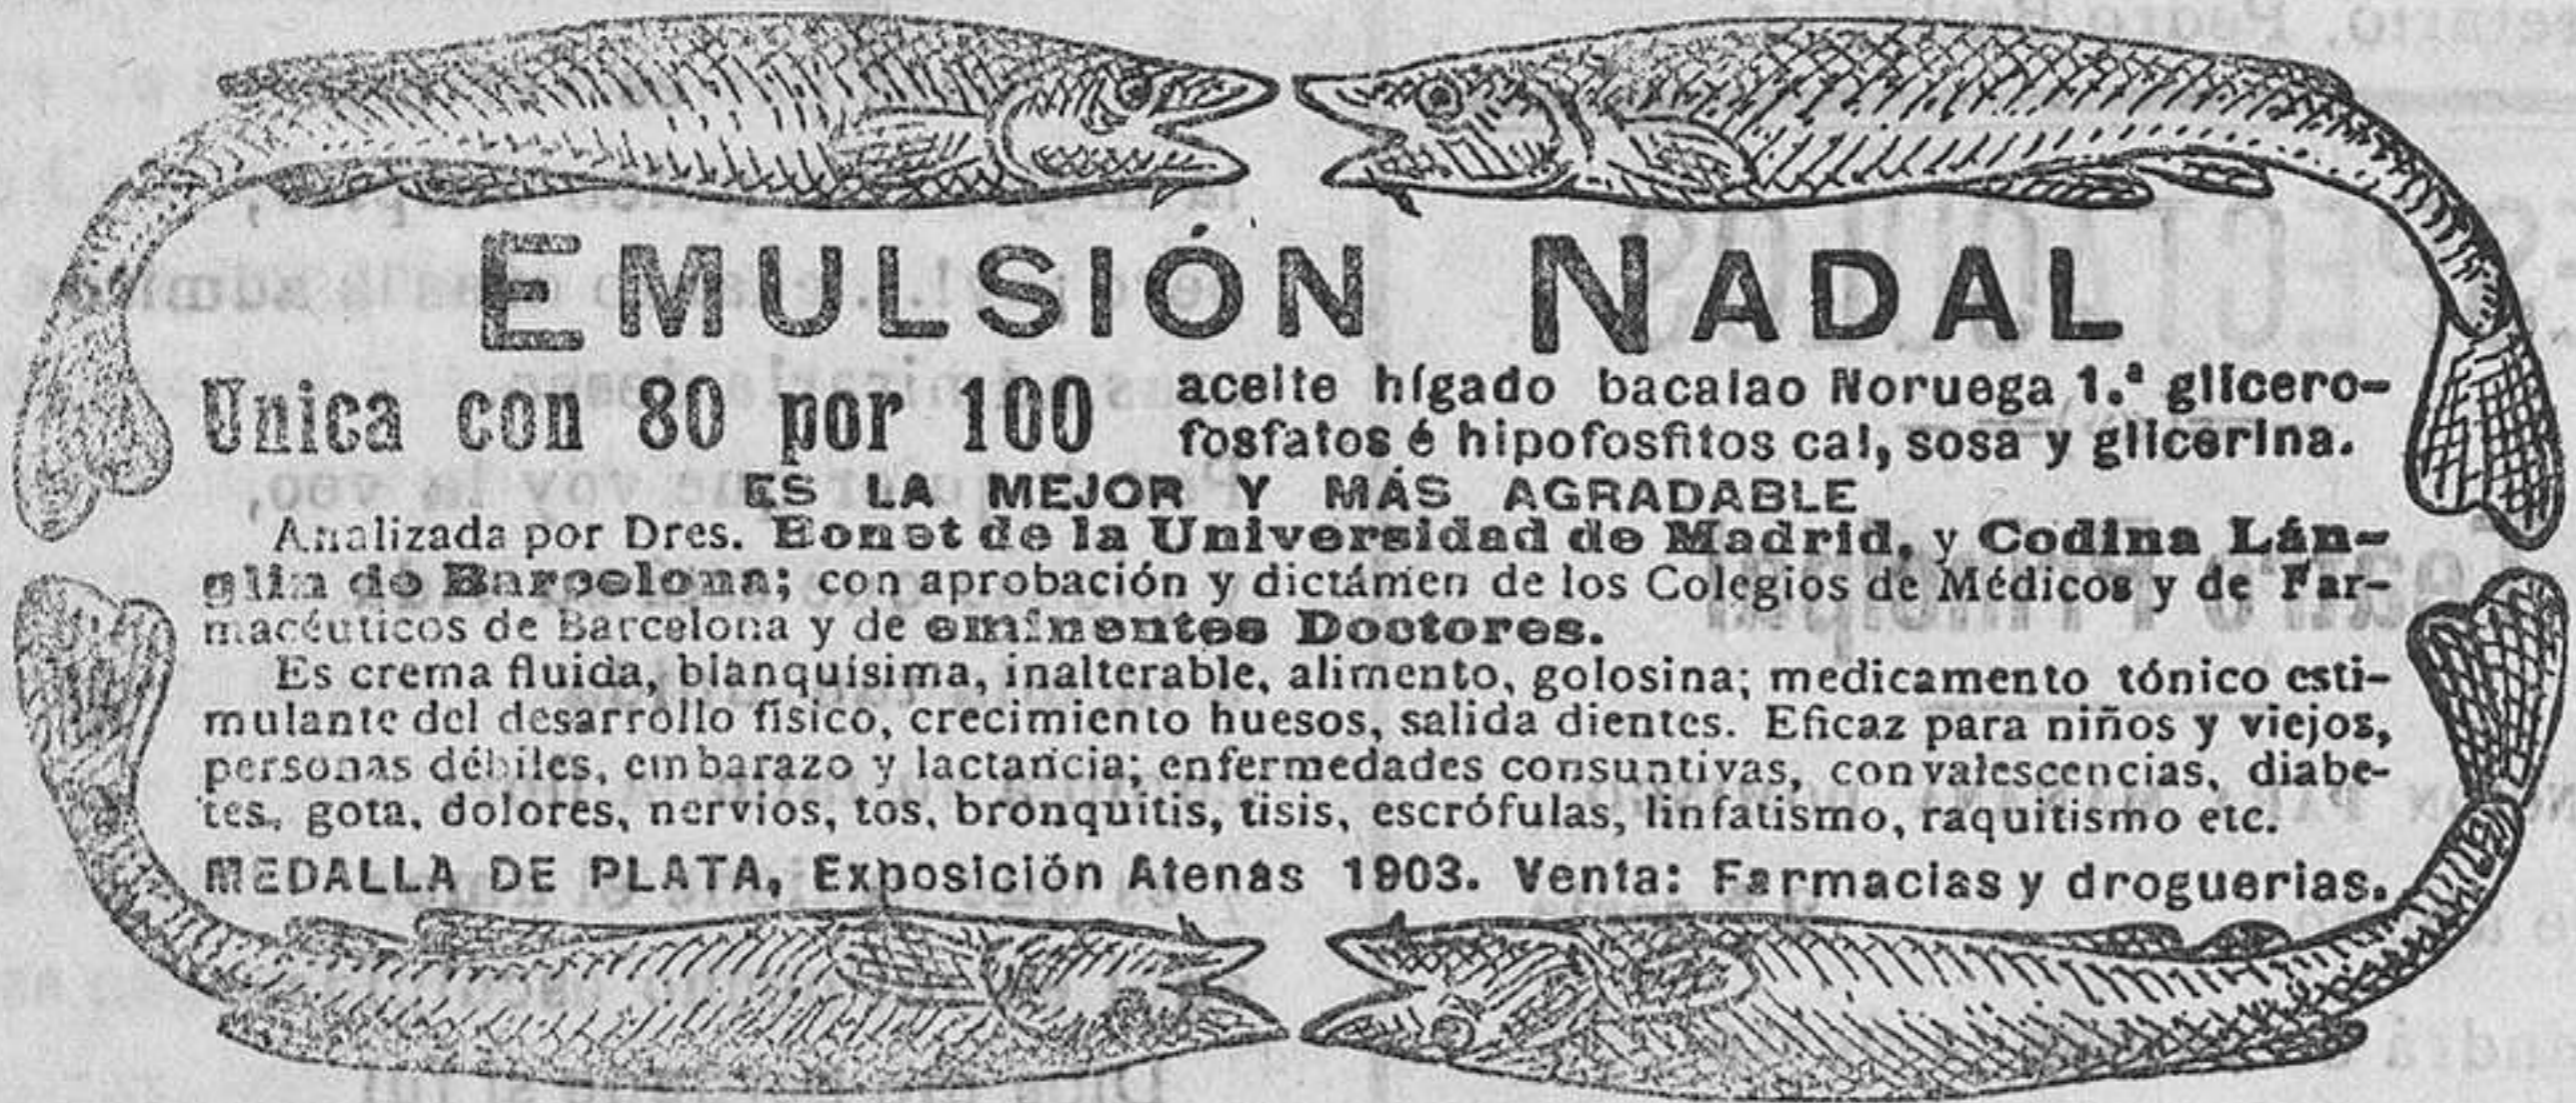 EMULSIÓN NADAL
Unica con 80 por 100 aceite hígado bacalao Noruega 1.ª glicero-
fosfatos é hipofosfitos cal, sosa y glicerina.
ES LA MEJOR Y MÁS AGRADABLE
Analizada por Dres. Bonet de la Universidad de Madrid, y Codina Lán-
glin de Barcelona; con aprobación y dictámen de los Colegios de Médicos y de Far-
macéuticos de Barcelona y de eminentes Doctores.
Es crema fluida, blanquísima, inalterable, alimento, golosina; medicamento tónico esti-
mulante del desarrollo físico, crecimiento huesos, salida dientes. Eficaz para niños y viejos,
personas débiles, embarazo y lactancia; enfermedades consuntivas, convalescencias, diabe-
tes, gota, dolores, nervios, tos, bronquitis, tisis, escrófulas, linfatismo, raquitismo etc.
MEDALLA DE PLATA, Exposición Atenas 1903. Venta: Farmacias y droguerias.